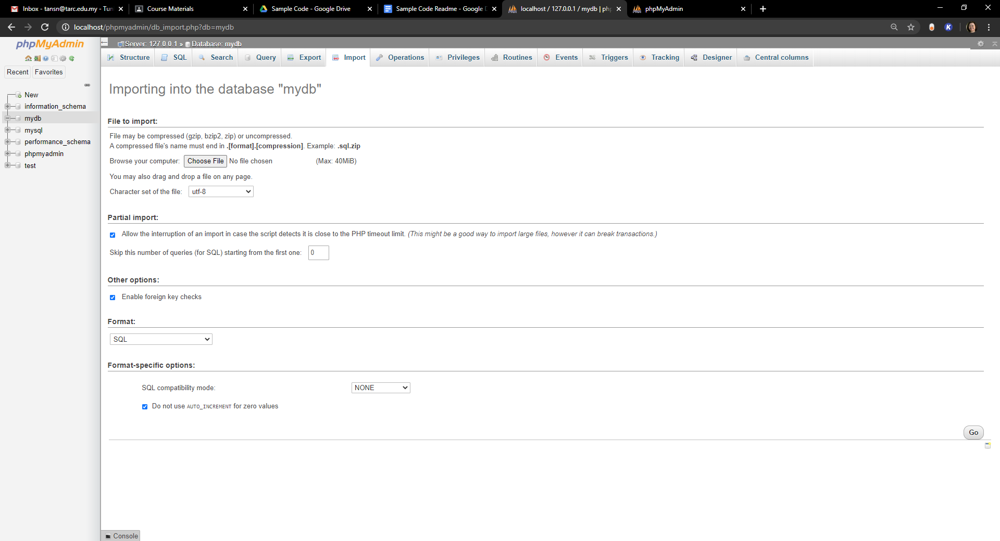 Inbox - tansn@tarc.edu.my - Tun
Course Materials
Sample Code - Google Drive
Sample Code Readme - Google D
localhost / 127.0.0.1 / mydb | php
phpMyAdmin
localhost/phpmyadmin/db_import.php?db=mydb
phpMyAdmin
Recent
Favorites
New
information_schema
mydb
mysql
performance_schema
phpmyadmin
test
Server: 127.0.0.1 » Database: mydb
Structure
SQL
Search
Query
Export
Import
Operations
Privileges
Routines
Events
Triggers
Tracking
Designer
Central columns
Importing into the database "mydb"
File to import:
File may be compressed (gzip, bzip2, zip) or uncompressed.
A compressed file's name must end in .[format].[compression]. Example: .sql.zip
Browse your computer: Choose File No file chosen (Max: 40MiB)
You may also drag and drop a file on any page.
Character set of the file: utf-8
Partial import:
Allow the interruption of an import in case the script detects it is close to the PHP timeout limit. (This might be a good way to import large files, however it can break transactions.)
Skip this number of queries (for SQL) starting from the first one: 0
Other options:
Enable foreign key checks
Format:
SQL
Format-specific options:
SQL compatibility mode: NONE
Do not use AUTO_INCREMENT for zero values
Go
Console